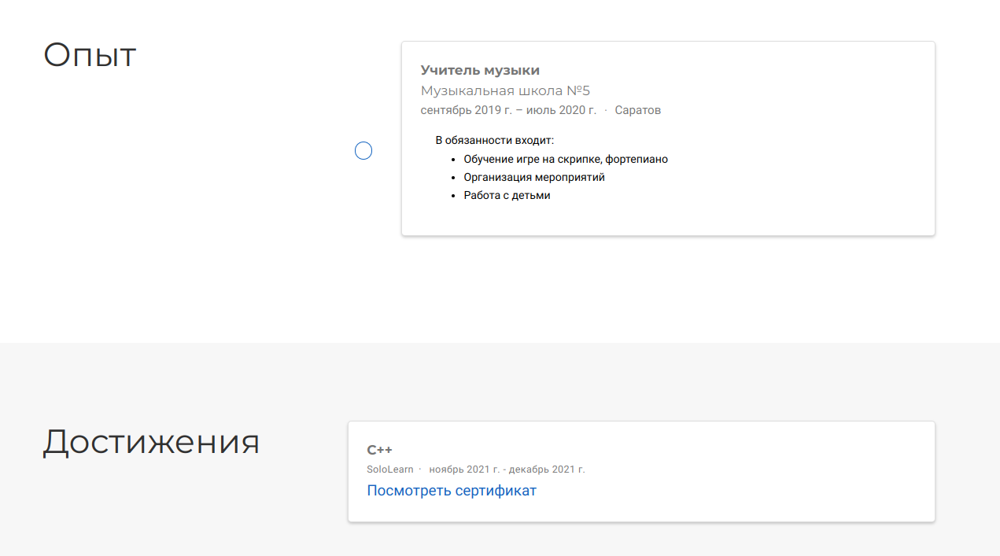 Опыт
Учитель музыки
Музыкальная школа №5
сентябрь 2019 г. – июль 2020 г. · Саратов
В обязанности входит:
• Обучение игре на скрипке, фортепиано
• Организация мероприятий
• Работа с детьми
Достижения
C++
SoloLearn · ноябрь 2021 г. - декабрь 2021 г.
Посмотреть сертификат